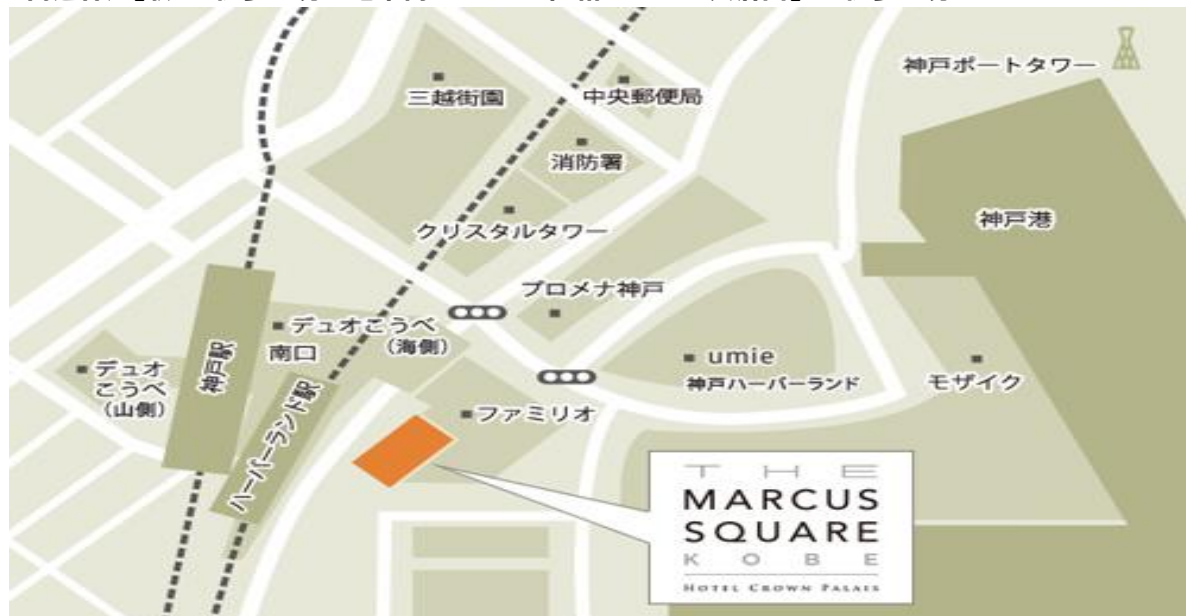 神戸ポートタワー
三越街園
中央郵便局
消防署
神戸港
クリスタルタワー
プロメナ神戸
デュオこうべ
（海側）
南口
umie
神戸ハーバーランド
モザイク
デュオ
こうべ
（山側）
神戸駅
ハーバーランド駅
ファミリオ
THE
MARCUS
SQUARE
KOBE
HOTEL CROWN PALAIS